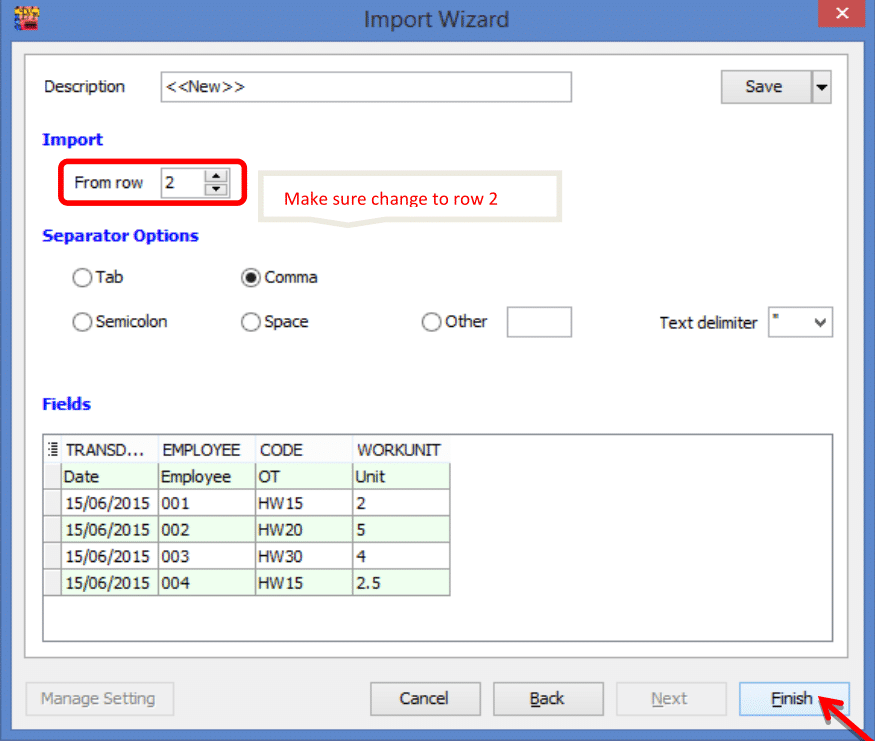 Import Wizard
Description <<New>> Save
Import
From row 2
Make sure change to row 2
Separator Options
Tab Comma
Semicolon Space Other Text delimiter "
Fields
TRANSD... EMPLOYEE CODE WORKUNIT
Date Employee OT Unit
15/06/2015 001 HW15 2
15/06/2015 002 HW20 5
15/06/2015 003 HW30 4
15/06/2015 004 HW15 2.5
Manage Setting Cancel Back Next Finish